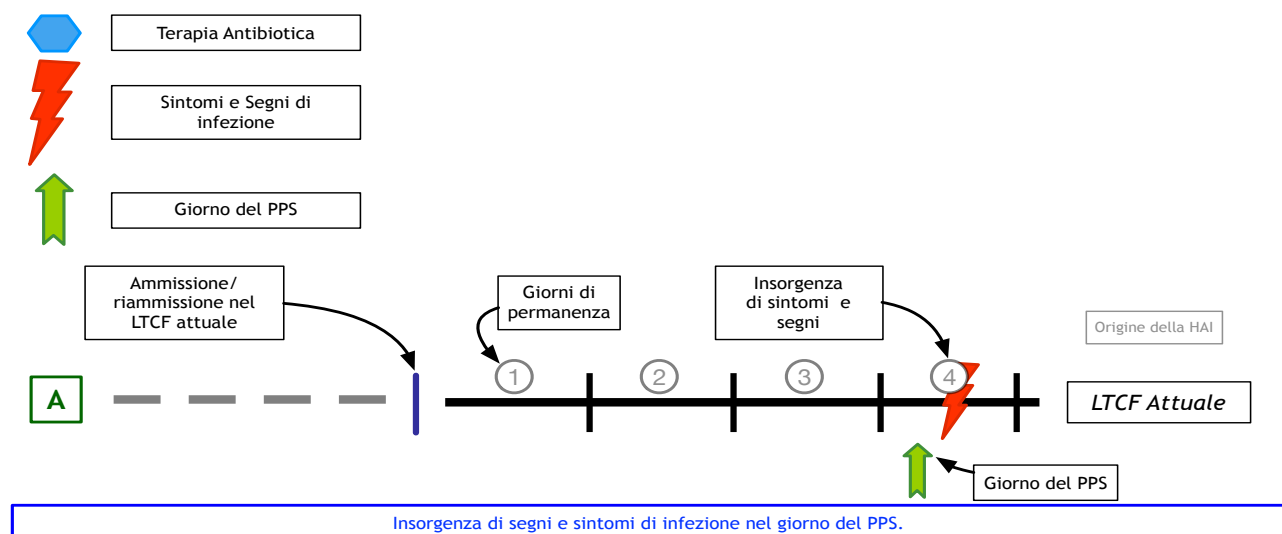 Terapia Antibiotica
Sintomi e Segni di
infezione
Giorno del PPS
Ammissione/
riammissione nel
LTCF attuale
Giorni di
permanenza
Insorgenza
di sintomi e
segni
Origine della HAI
A
1
2
3
4
LTCF Attuale
Giorno del PPS
Insorgenza di segni e sintomi di infezione nel giorno del PPS.